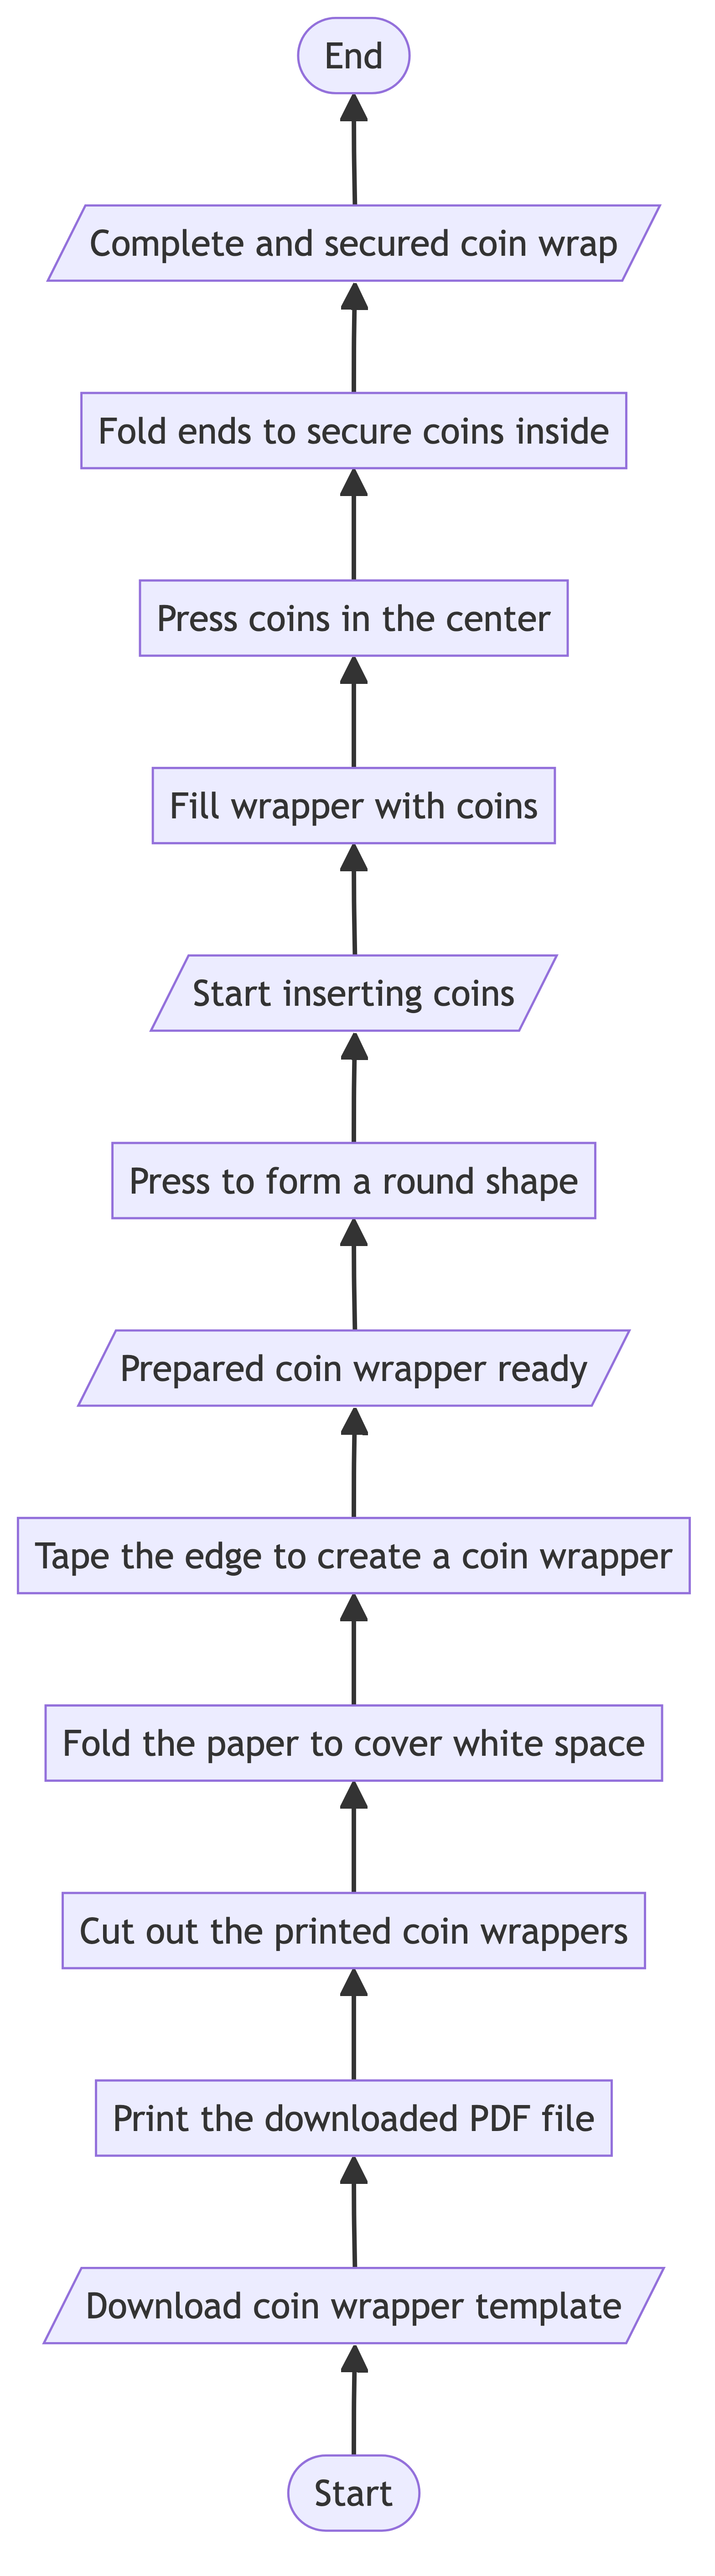 End
Complete and secured coin wrap
Fold ends to secure coins inside
Press coins in the center
Fill wrapper with coins
Start inserting coins
Press to form a round shape
Prepared coin wrapper ready
Tape the edge to create a coin wrapper
Fold the paper to cover white space
Cut out the printed coin wrappers
Print the downloaded PDF file
Download coin wrapper template
Start